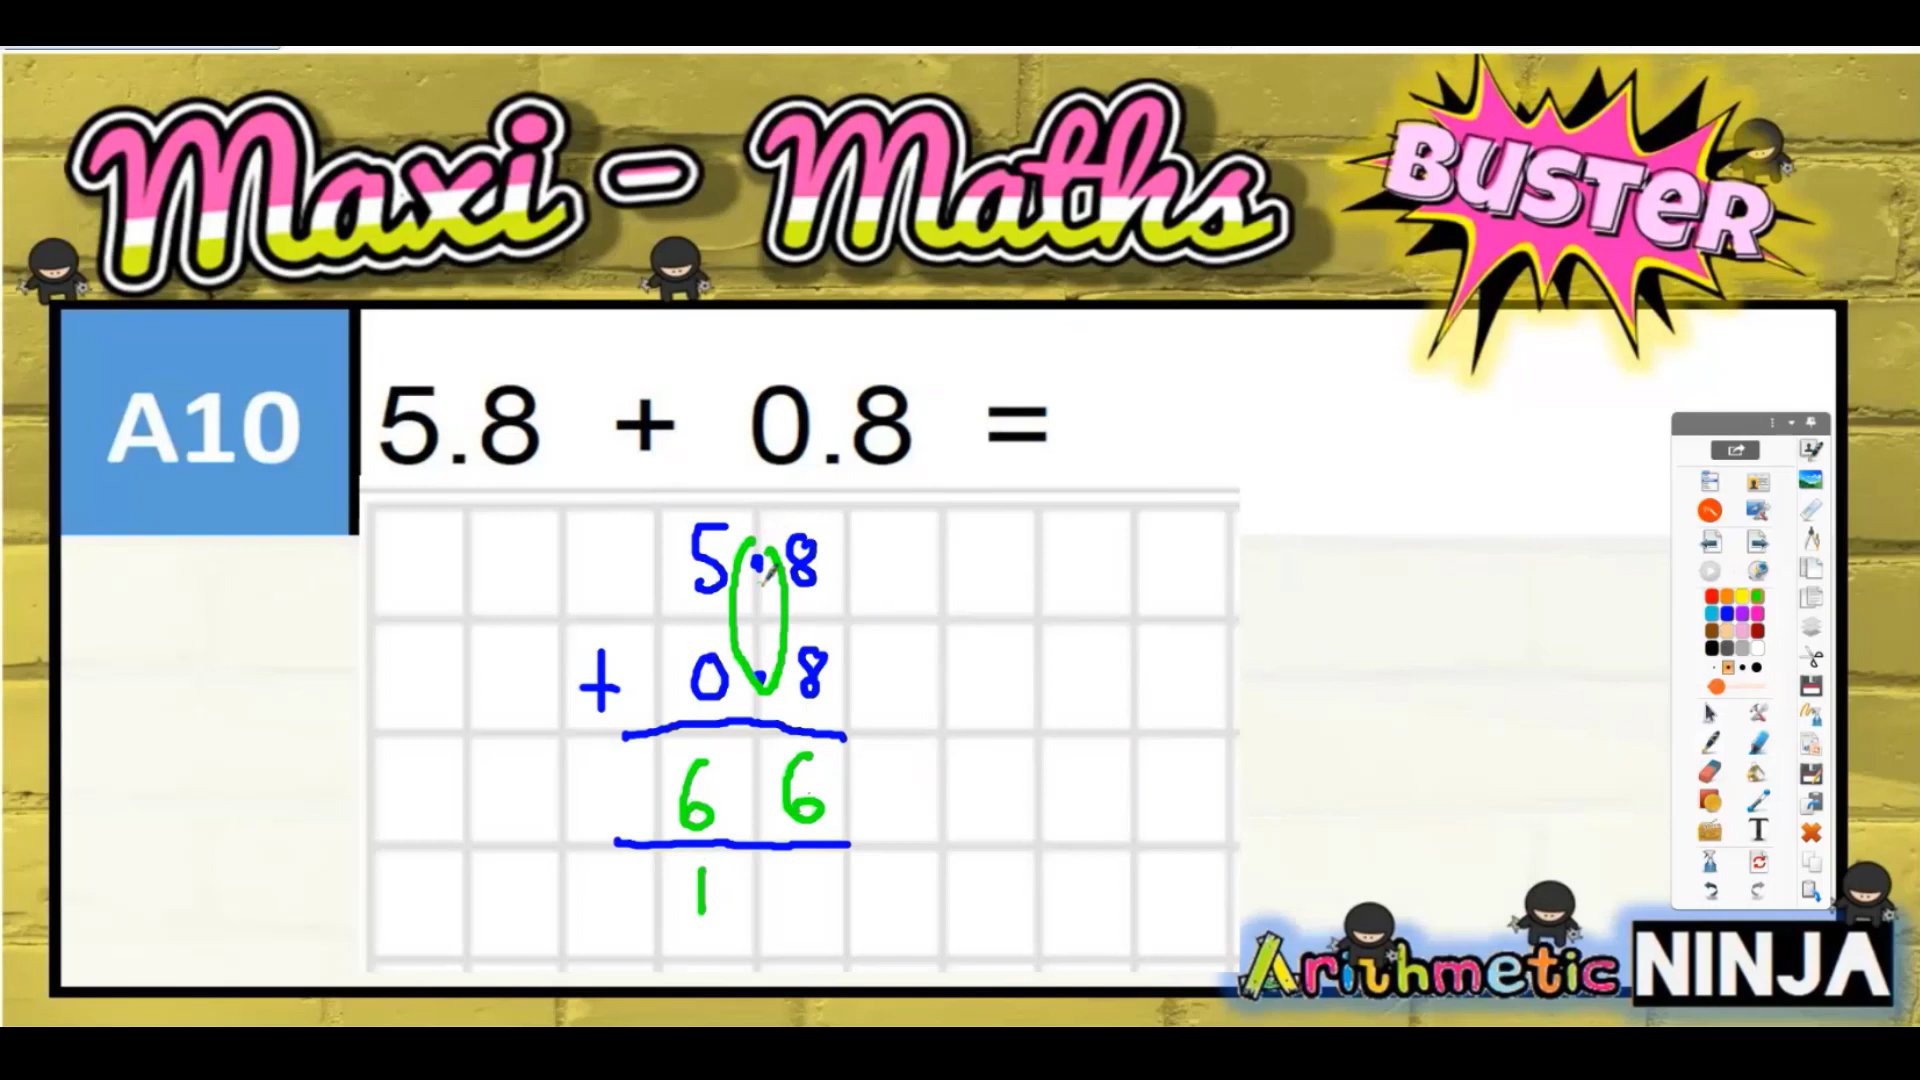 Maxi - Maths BUSTER
A10 5.8 + 0.8 =
5.8
+ 0.8
6 6
1
T
Arithmetic NINJA